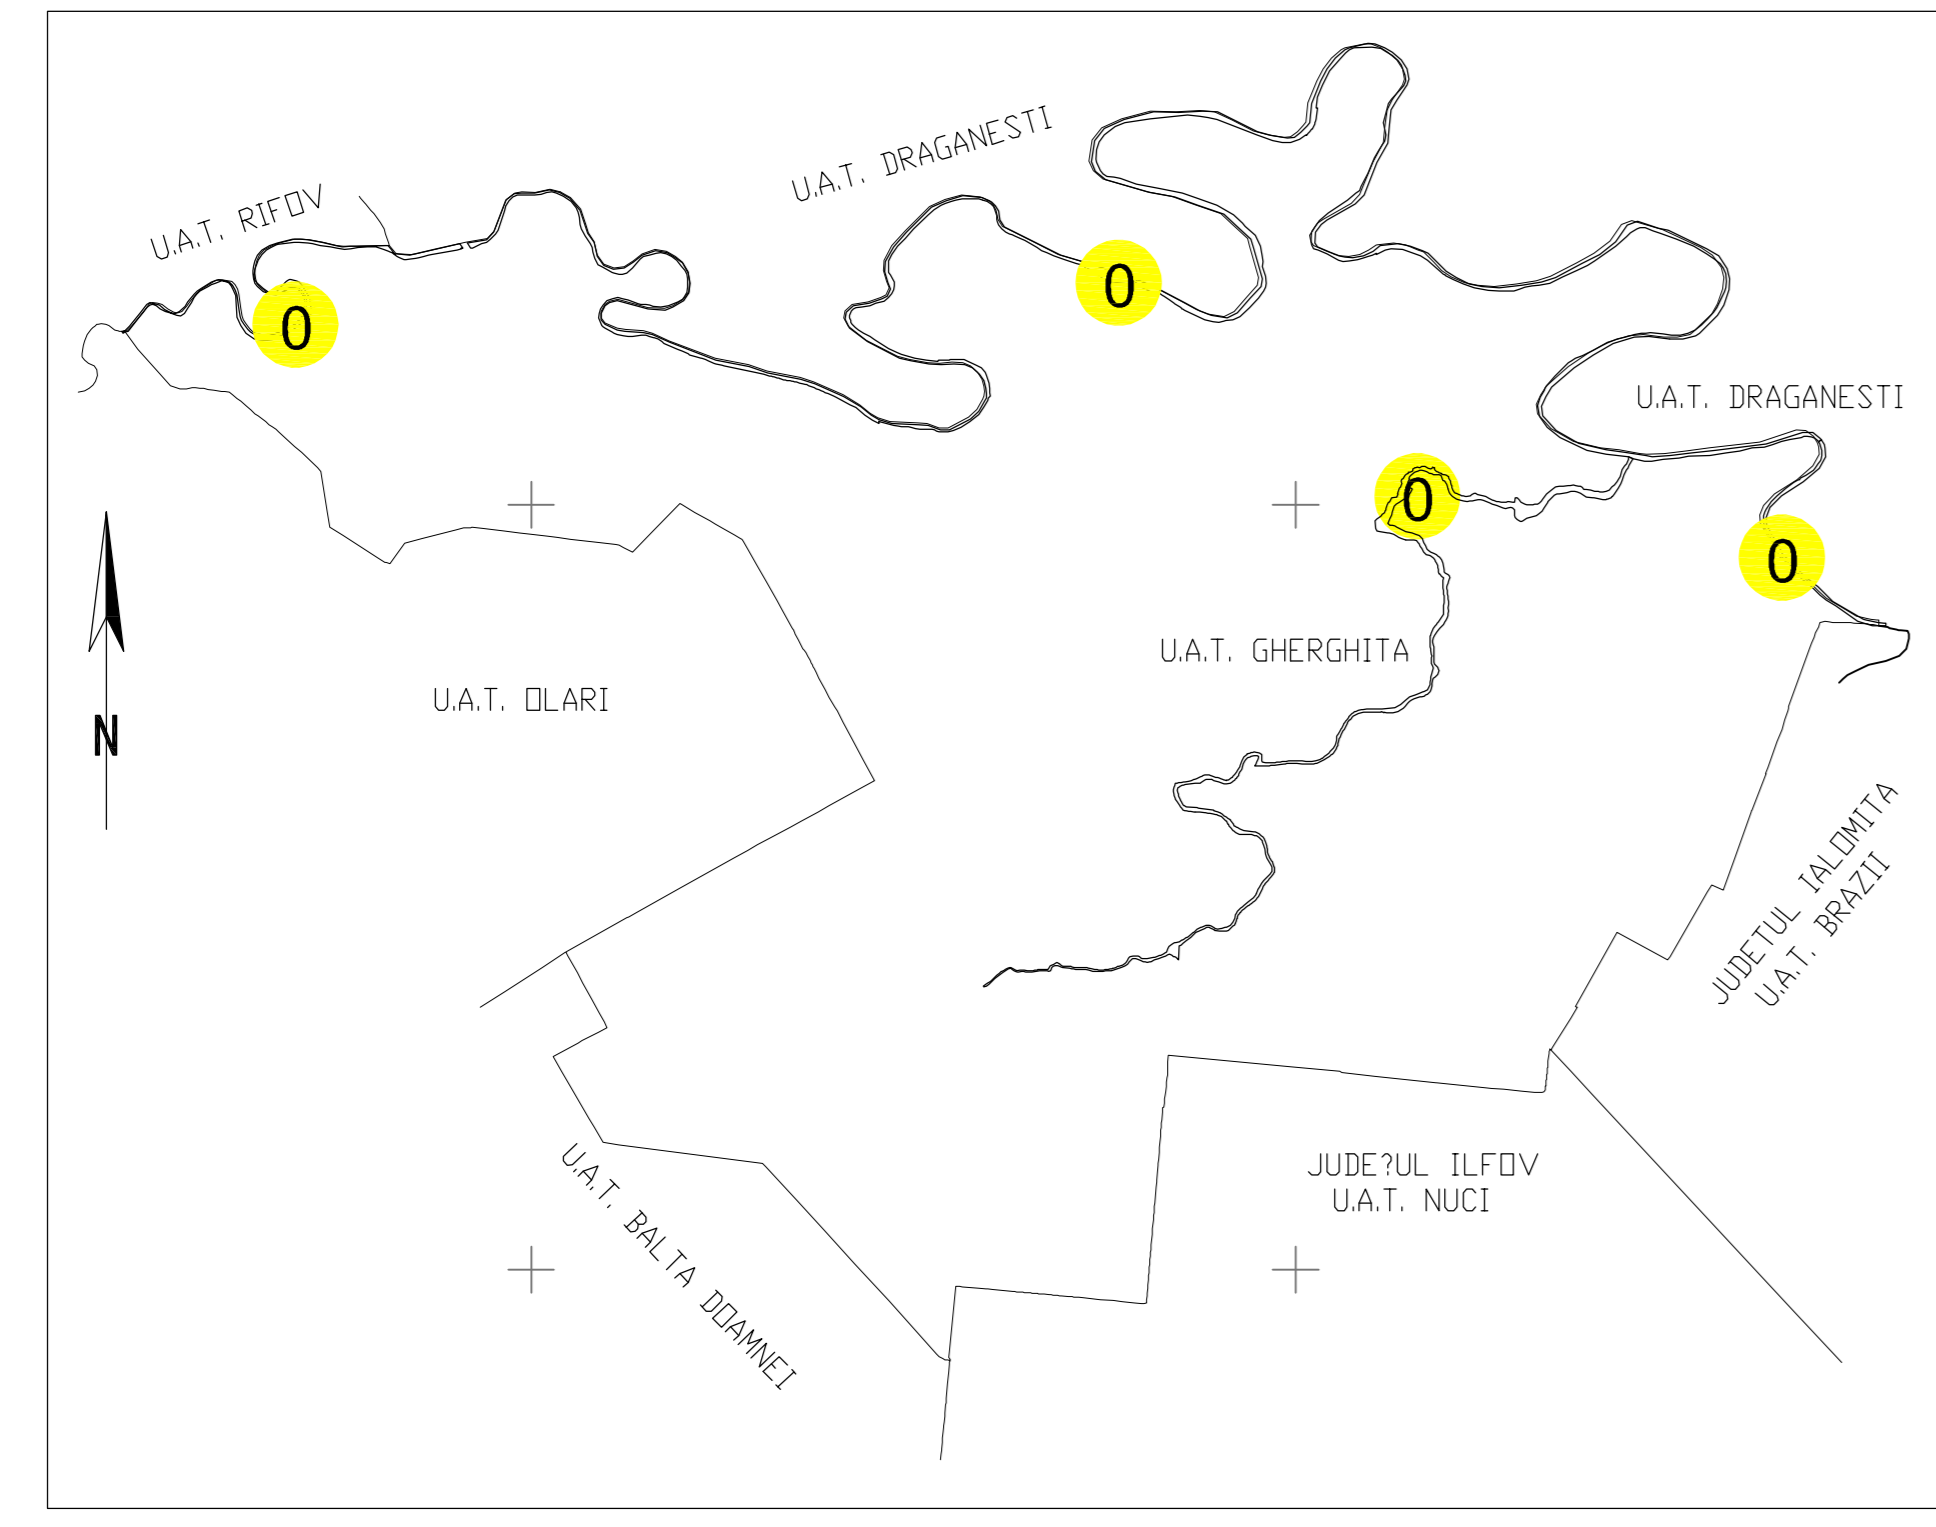 U.A.T. DRAGANESTI
U.A.T. RIFOV
0
0
U.A.T. DRAGANESTI
0
0
U.A.T. GHERGHITA
U.A.T. OLARI
N
JUDETUL IALOMITA
U.A.T. BRAZII
JUDE?UL ILFOV
U.A.T. NUCI
U.A.T. BALTA DOAMNEI